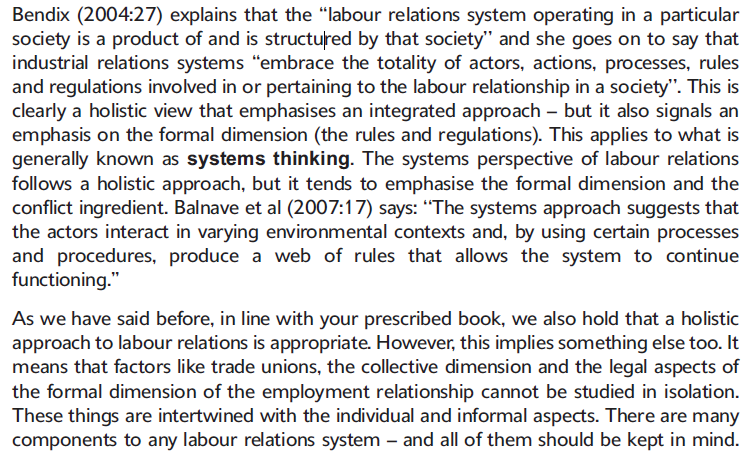 Bendix (2004:27) explains that the “labour relations system operating in a particular
society is a product of and is structured by that society” and she goes on to say that
industrial relations systems “embrace the totality of actors, actions, processes, rules
and regulations involved in or pertaining to the labour relationship in a society”. This is
clearly a holistic view that emphasises an integrated approach – but it also signals an
emphasis on the formal dimension (the rules and regulations). This applies to what is
generally known as systems thinking. The systems perspective of labour relations
follows a holistic approach, but it tends to emphasise the formal dimension and the
conflict ingredient. Balnave et al (2007:17) says: “The systems approach suggests that
the actors interact in varying environmental contexts and, by using certain processes
and procedures, produce a web of rules that allows the system to continue
functioning.”
As we have said before, in line with your prescribed book, we also hold that a holistic
approach to labour relations is appropriate. However, this implies something else too. It
means that factors like trade unions, the collective dimension and the legal aspects of
the formal dimension of the employment relationship cannot be studied in isolation.
These things are intertwined with the individual and informal aspects. There are many
components to any labour relations system – and all of them should be kept in mind.